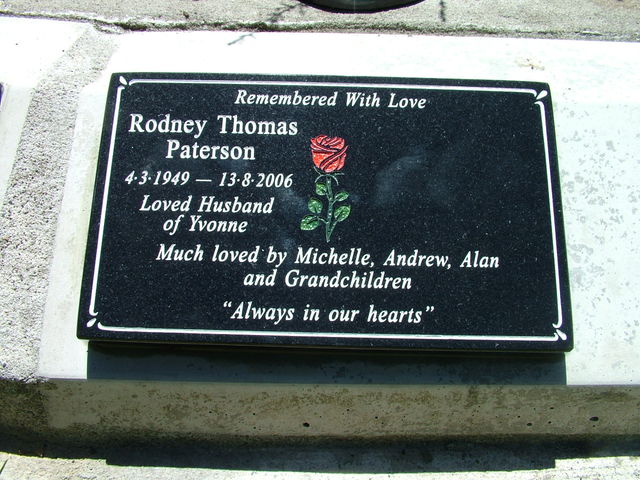 Remembered With Love
Rodney Thomas
Paterson
4·3·1949 — 13·8·2006
Loved Husband
of Yvonne
Much loved by Michelle, Andrew, Alan
and Grandchildren
“Always in our hearts”